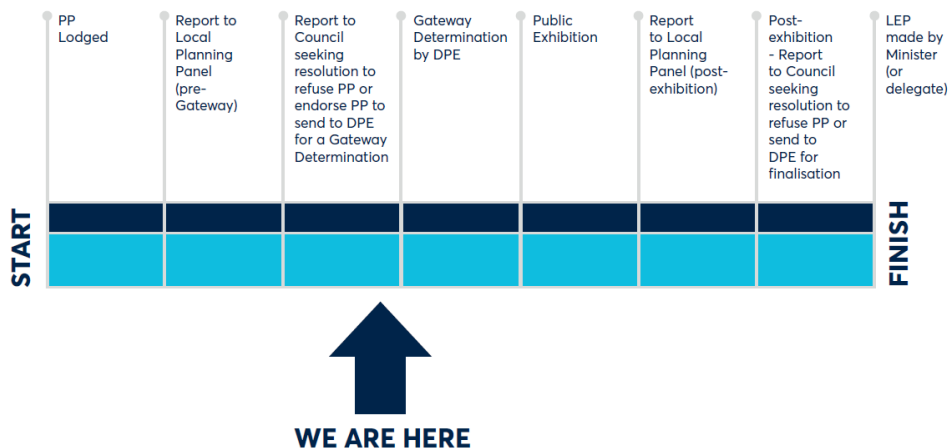 PP
Lodged
Report to
Local
Planning
Panel
(pre-
Gateway)
Report to
Council
seeking
resolution to
refuse PP or
endorse PP to
send to DPE
for a Gateway
Determination
Gateway
Determination
by DPE
Public
Exhibition
Report
to Local
Planning
Panel (post-
exhibition)
Post-
exhibition
- Report
to Council
seeking
resolution to
refuse PP or
send to
DPE for
finalisation
LEP
made by
Minister
(or
delegate)
START
FINISH
WE ARE HERE